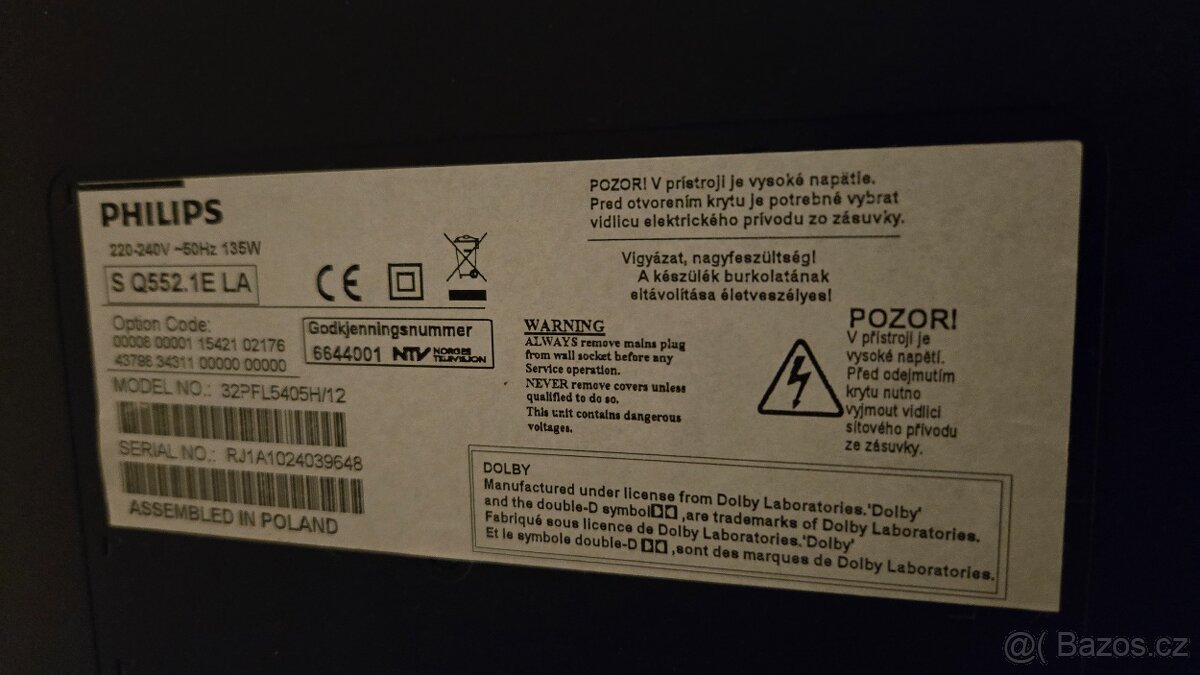 PHILIPS
220-240V ~50Hz 135W
S Q552.1E LA
CE
Option Code:
00008 00001 15421 02176
43796 34311 00000 00000
Godkjenningsnummer
6644001 NTV NORGES TELEVISJON
MODEL NO.: 32PFL5405H/12
SERIAL NO.: RJ1A1024039648
ASSEMBLED IN POLAND
POZOR! V prístroji je vysoké napätie.
Pred otvorením krytu je potrebné vybrat
vidlicu elektrického prívodu zo zásuvky.
Vigyázat, nagyfeszültség!
A készülék burkolatának
eltávolítása életveszélyes!
WARNING
ALWAYS remove mains plug
from wall socket before any
Service operation.
NEVER remove covers unless
qualified to do so.
This unit contains dangerous
voltages.
POZOR!
V přístroji je
vysoké napětí.
Před odejmutím
krytu nutno
vyjmout vidlici
síťového přívodu
ze zásuvky.
DOLBY
Manufactured under license from Dolby Laboratories.'Dolby'
and the double-D symbol ,are trademarks of Dolby Laboratories.
Fabriqué sous licence de Dolby Laboratories.'Dolby'
Et le symbole double-D ,sont des marques de Dolby Laboratories.
@( Bazos.cz